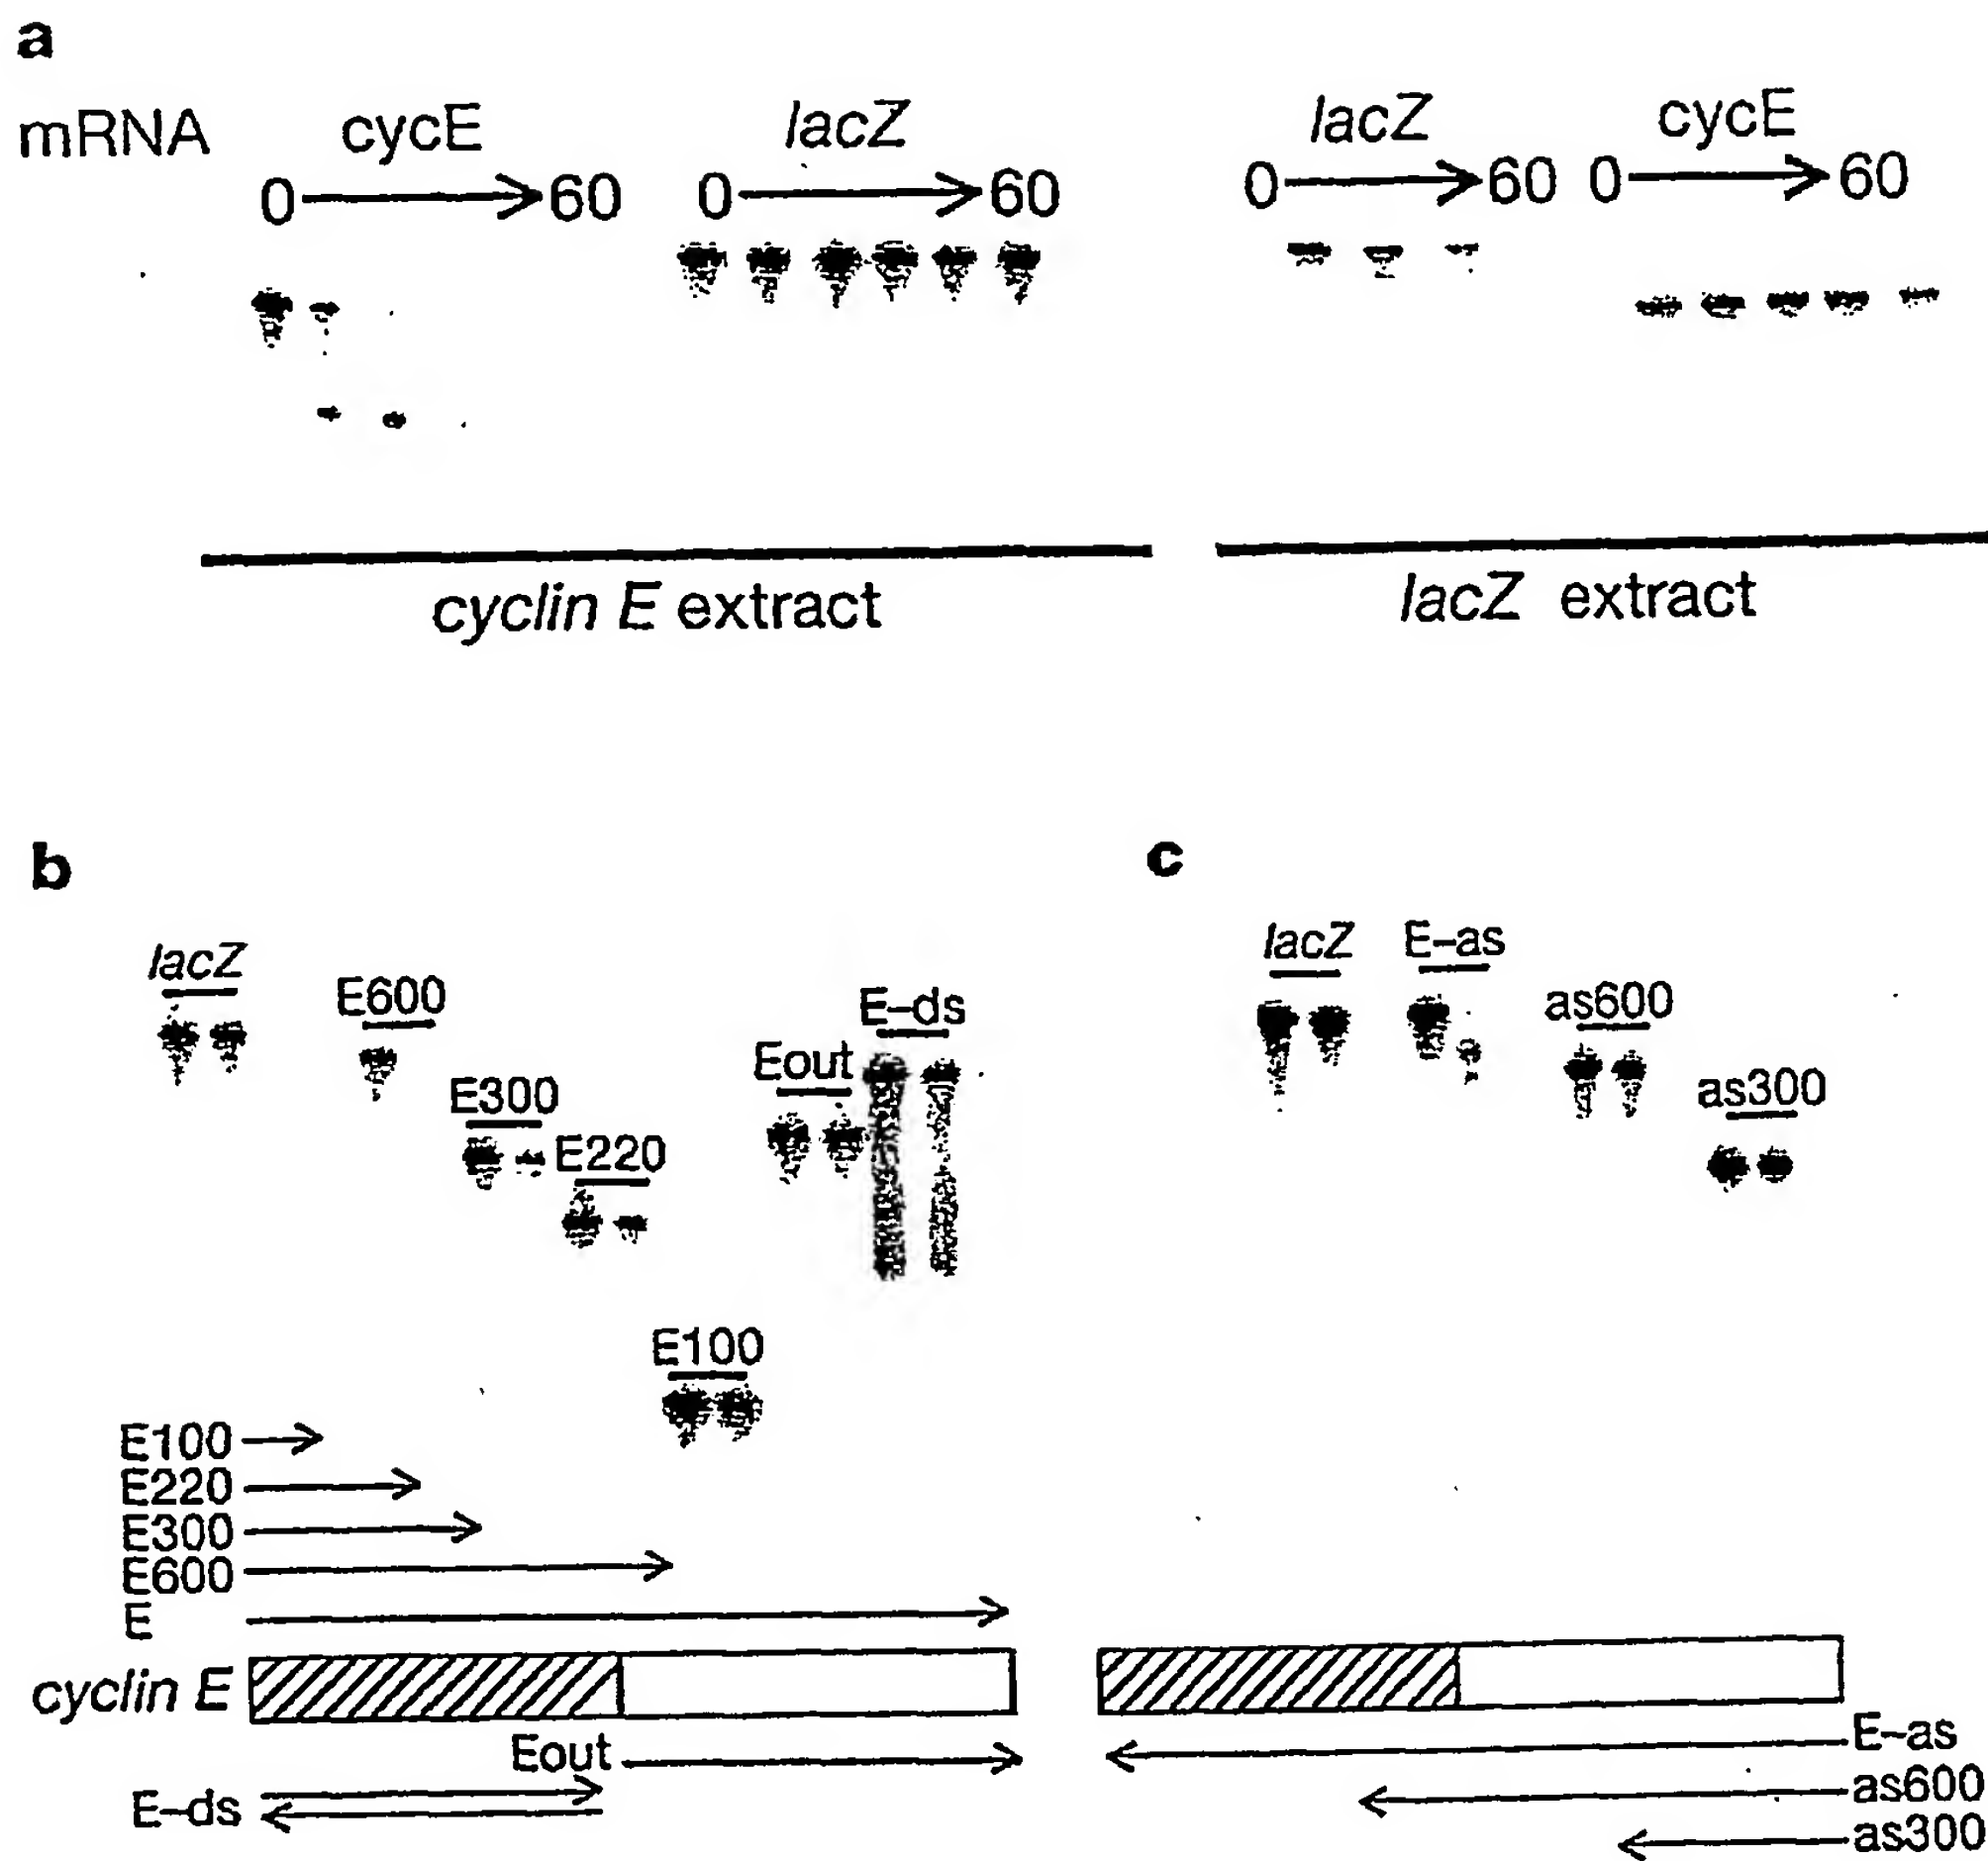 a
mRNA cycE lacZ lacZ cycE
0 60 0 60 0 60 0 60
cyclin E extract lacZ extract
b
lacZ
E600
E300
E220
E100
Eout
E–ds
E100
E220
E300
E600
E
cyclin E
Eout
E–ds
c
lacZ
E–as
as600
as300
E–as
as600
as300